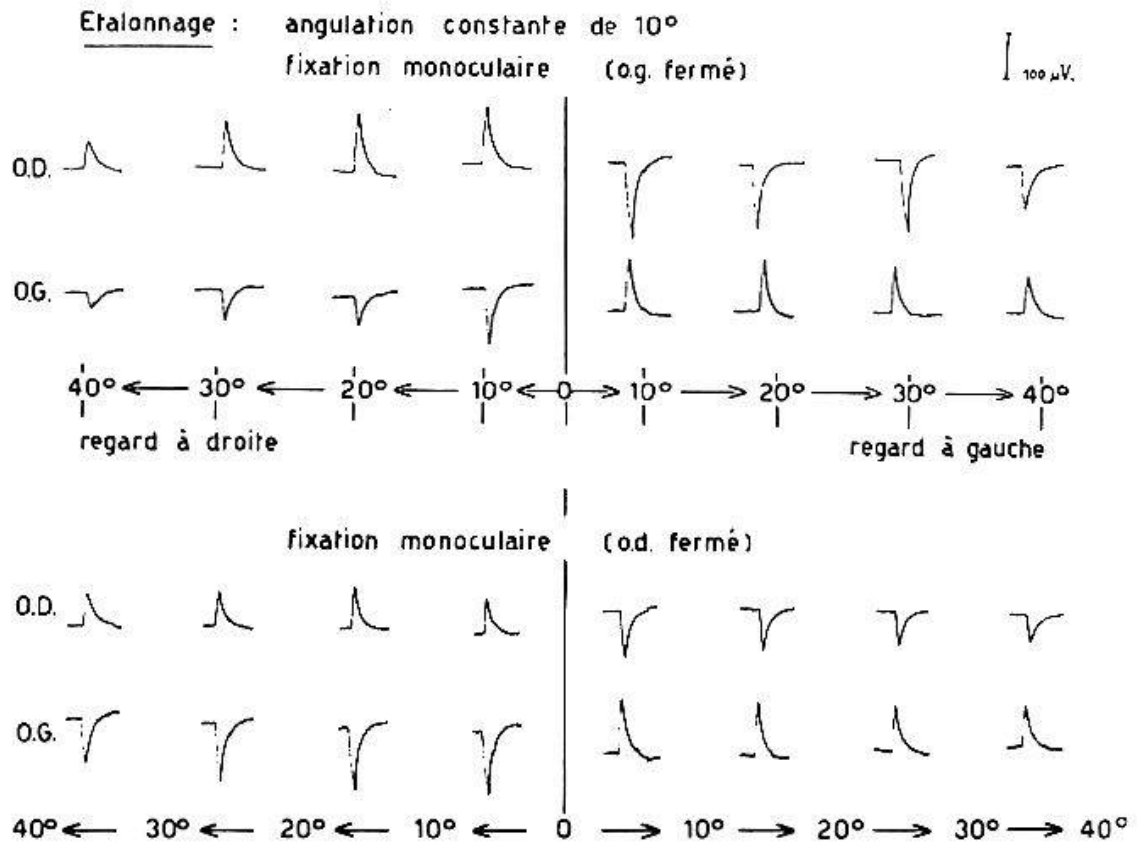 Etalonnage : angulation constante de 10°
fixation monoculaire (o.g. fermé)
100 µV.
O.D.
O.G.
40° 30° 20° 10° 0 10° 20° 30° 40°
regard à droite regard à gauche
fixation monoculaire (o.d. fermé)
O.D.
O.G.
40° 30° 20° 10° 0 10° 20° 30° 40°